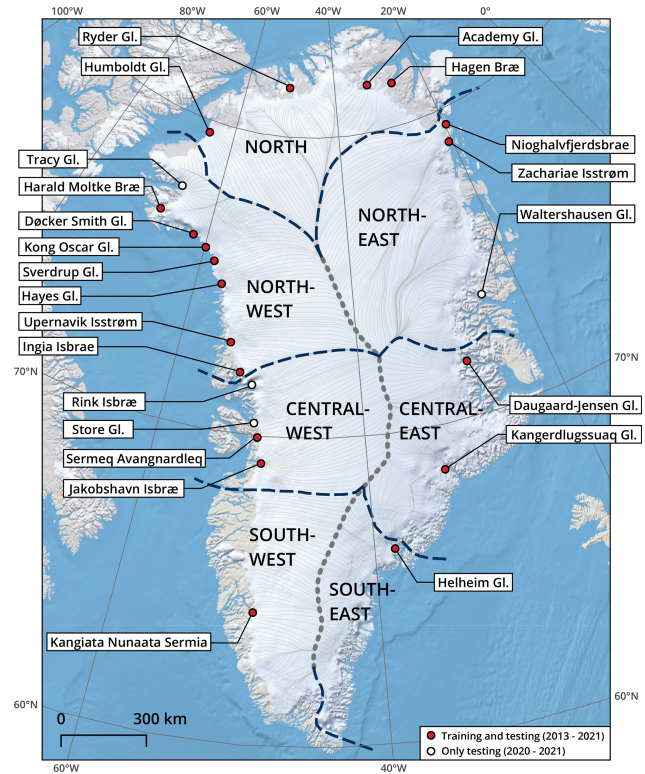 100°W
80°W
60°W
40°W
20°W
0°
Ryder Gl.
Academy Gl.
Humboldt Gl.
Hagen Bræ
NORTH
Nioghalvfjerdsbrae
Tracy Gl.
Zachariae Isstrøm
Harald Moltke Bræ
Døcker Smith Gl.
NORTH-
EAST
Waltershausen Gl.
Kong Oscar Gl.
Sverdrup Gl.
Hayes Gl.
NORTH-
WEST
Upernavik Isstrøm
Ingia Isbrae
70°N
70°N
Rink Isbræ
CENTRAL-
WEST
CENTRAL-
EAST
Daugaard-Jensen Gl.
Store Gl.
Kangerdlugssuaq Gl.
Sermeq Avangnardleq
Jakobshavn Isbræ
SOUTH-
WEST
SOUTH-
EAST
Helheim Gl.
Kangiata Nunaata Sermia
60°N
60°N
0
300 km
Training and testing (2013 - 2021)
Only testing (2020 - 2021)
60°W
40°W